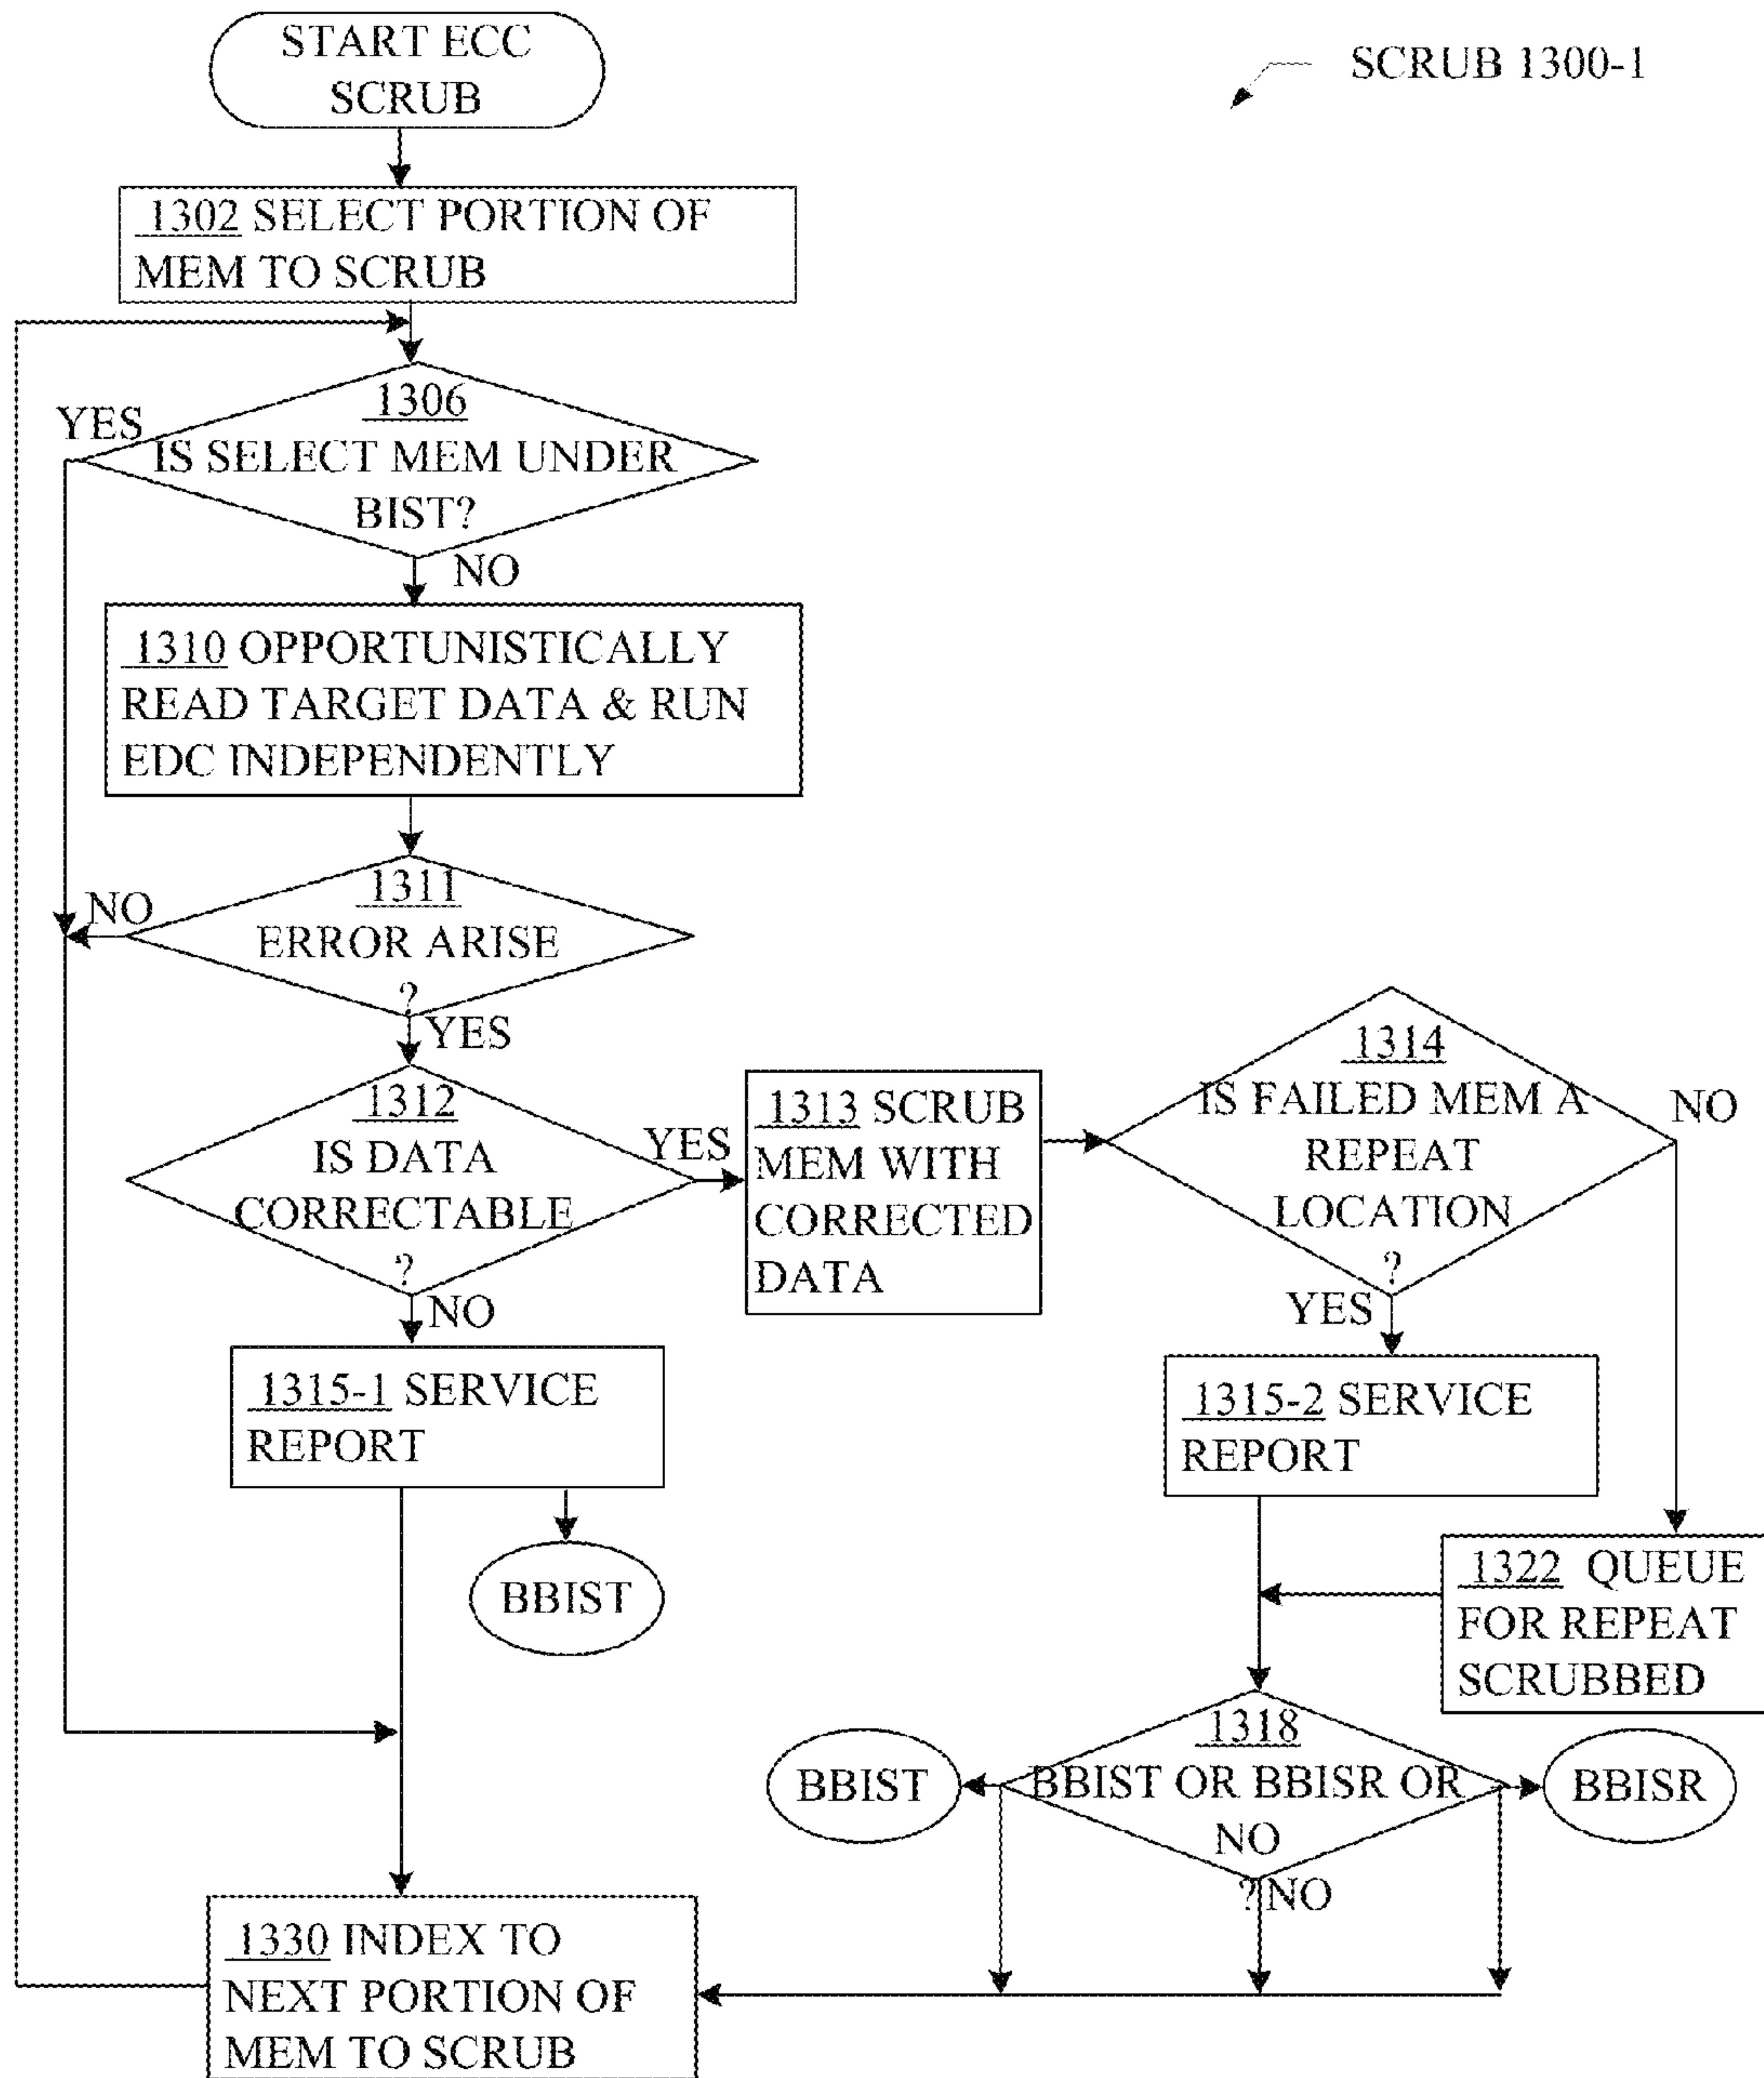 START ECC
SCRUB
SCRUB 1300-1
1302 SELECT PORTION OF
MEM TO SCRUB
YES
1306
IS SELECT MEM UNDER
BIST?
NO
1310 OPPORTUNISTICALLY
READ TARGET DATA & RUN
EDC INDEPENDENTLY
NO
1311
ERROR ARISE
?
YES
1312
IS DATA
CORRECTABLE
?
YES
NO
1313 SCRUB
MEM WITH
CORRECTED
DATA
1314
IS FAILED MEM A
REPEAT
LOCATION
?
NO
YES
1315-1 SERVICE
REPORT
BBIST
1315-2 SERVICE
REPORT
1322 QUEUE
FOR REPEAT
SCRUBBED
BBIST
1318
BBIST OR BBISR OR
NO
? NO
BBISR
1330 INDEX TO
NEXT PORTION OF
MEM TO SCRUB